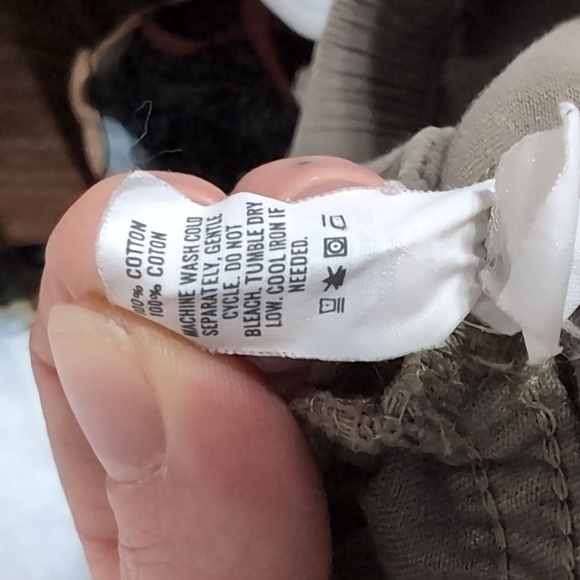 100% COTTON
100% COTON
MACHINE WASH COLD
SEPARATELY, GENTLE
CYCLE. DO NOT
BLEACH. TUMBLE DRY
LOW. COOL IRON IF
NEEDED.